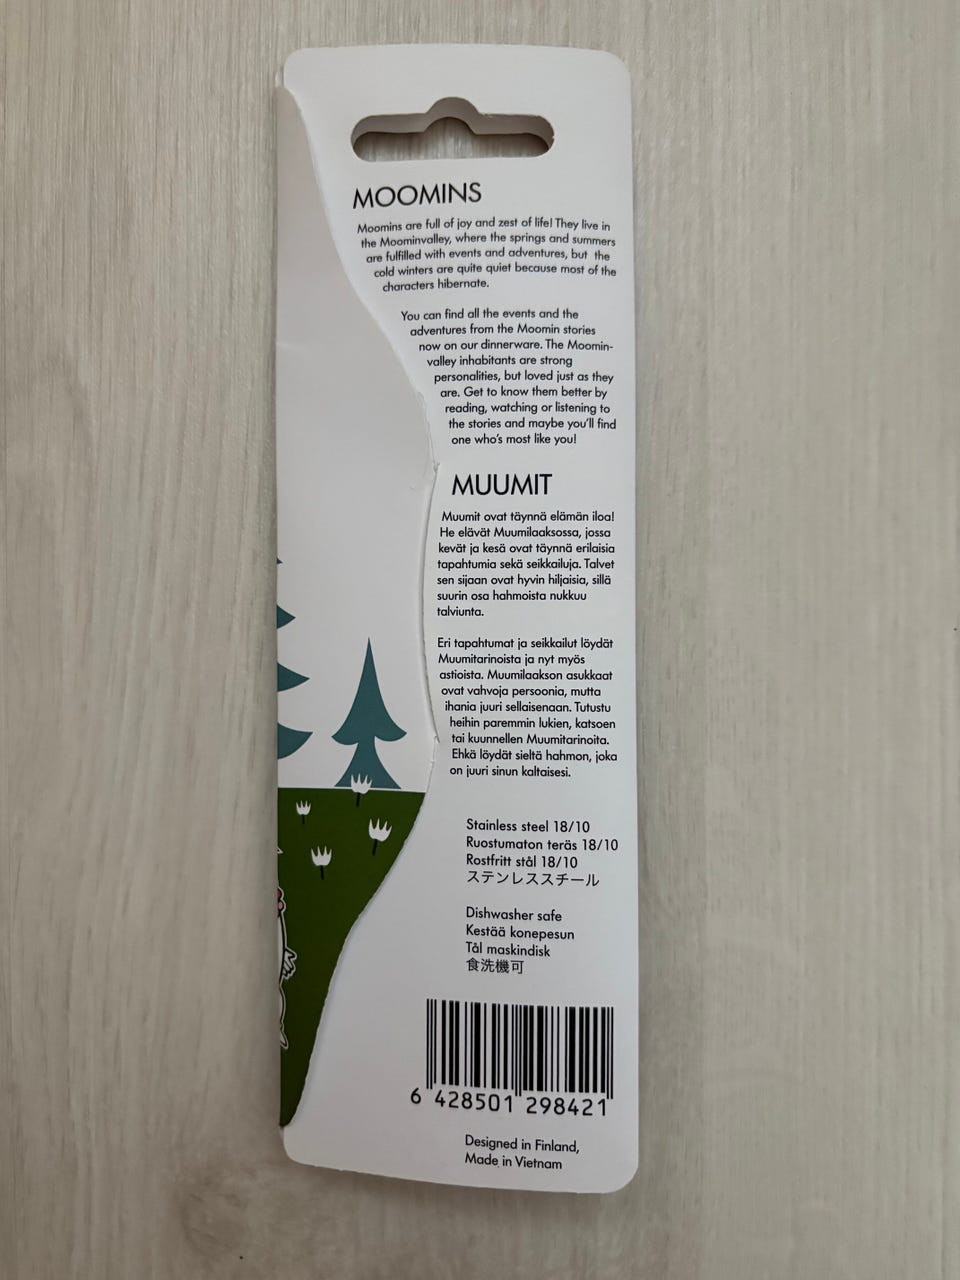 MOOMINS
Moomins are full of joy and zest of life! They live in
the Moominvalley, where the springs and summers
are fulfilled with events and adventures, but the
cold winters are quite quiet because most of the
characters hibernate.
You can find all the events and the
adventures from the Moomin stories
now on our dinnerware. The Moomin-
valley inhabitants are strong
personalities, but loved just as they
are. Get to know them better by
reading, watching or listening to
the stories and maybe you'll find
one who's most like you!
MUUMIT
Muumit ovat täynnä elämän iloa!
He elävät Muumilaaksossa, jossa
kevät ja kesä ovat täynnä erilaisia
tapahtumia sekä seikkailuja. Talvet
sen sijaan ovat hyvin hiljaisia, sillä
suurin osa hahmoista nukkuu
talviunta.
Eri tapahtumat ja seikkailut löydät
Muumitarinoista ja nyt myös
astioista. Muumilaakson asukkaat
ovat vahvoja persoonia, mutta
ihania juuri sellaisenaan. Tutustu
heihin paremmin lukien, katsoen
tai kuunnellen Muumitarinoita.
Ehkä löydät sieltä hahmon, joka
on juuri sinun kaltaisesi.
Stainless steel 18/10
Ruostumaton teräs 18/10
Rostfritt stål 18/10
ステンレススチール
Dishwasher safe
Kestää konepesun
Tål maskindisk
食洗機可
6 428501 298421
Designed in Finland,
Made in Vietnam